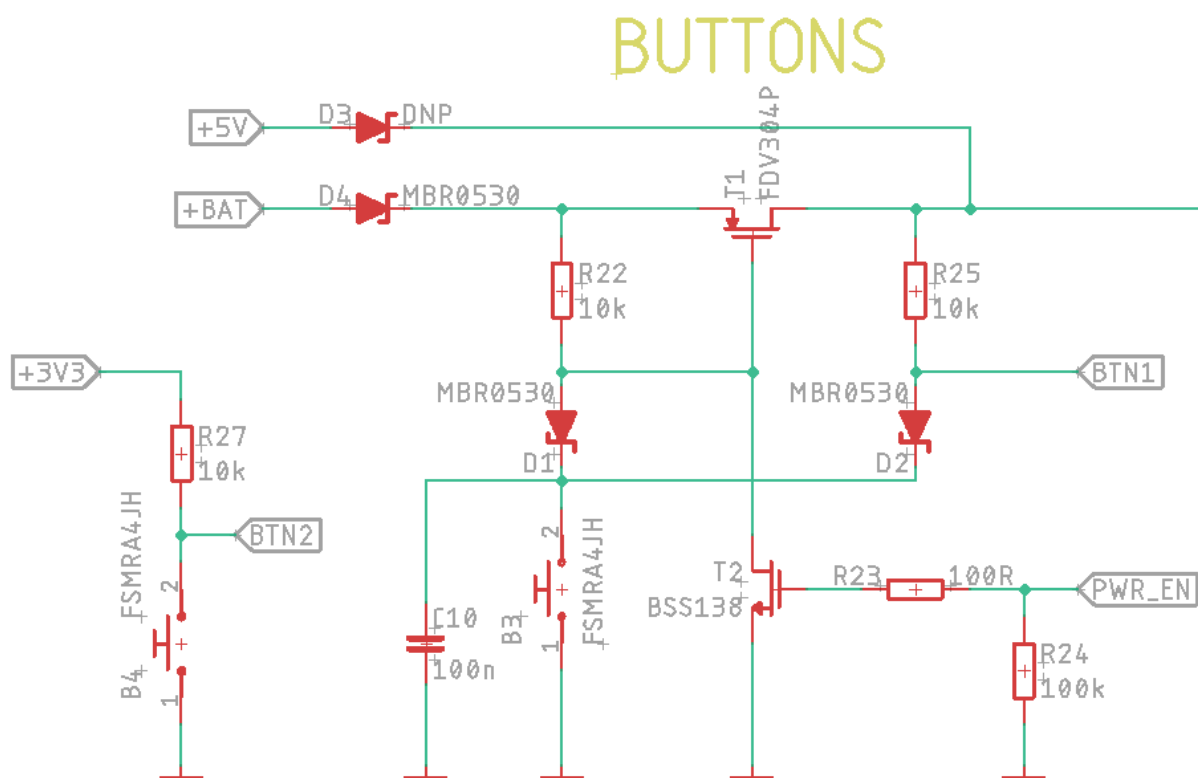 BUTTONS
+5V
D3
DNP
+BAT
D4
MBR0530
T1
FDV304P
R22
10k
R25
10k
+3V3
MBR0530
D1
MBR0530
D2
BTN1
R27
10k
BTN2
FSMRA4JH
2
1
B4
C10
100n
2
1
B3
FSMRA4JH
T2
BSS138
R23
100R
PWR_EN
R24
100k